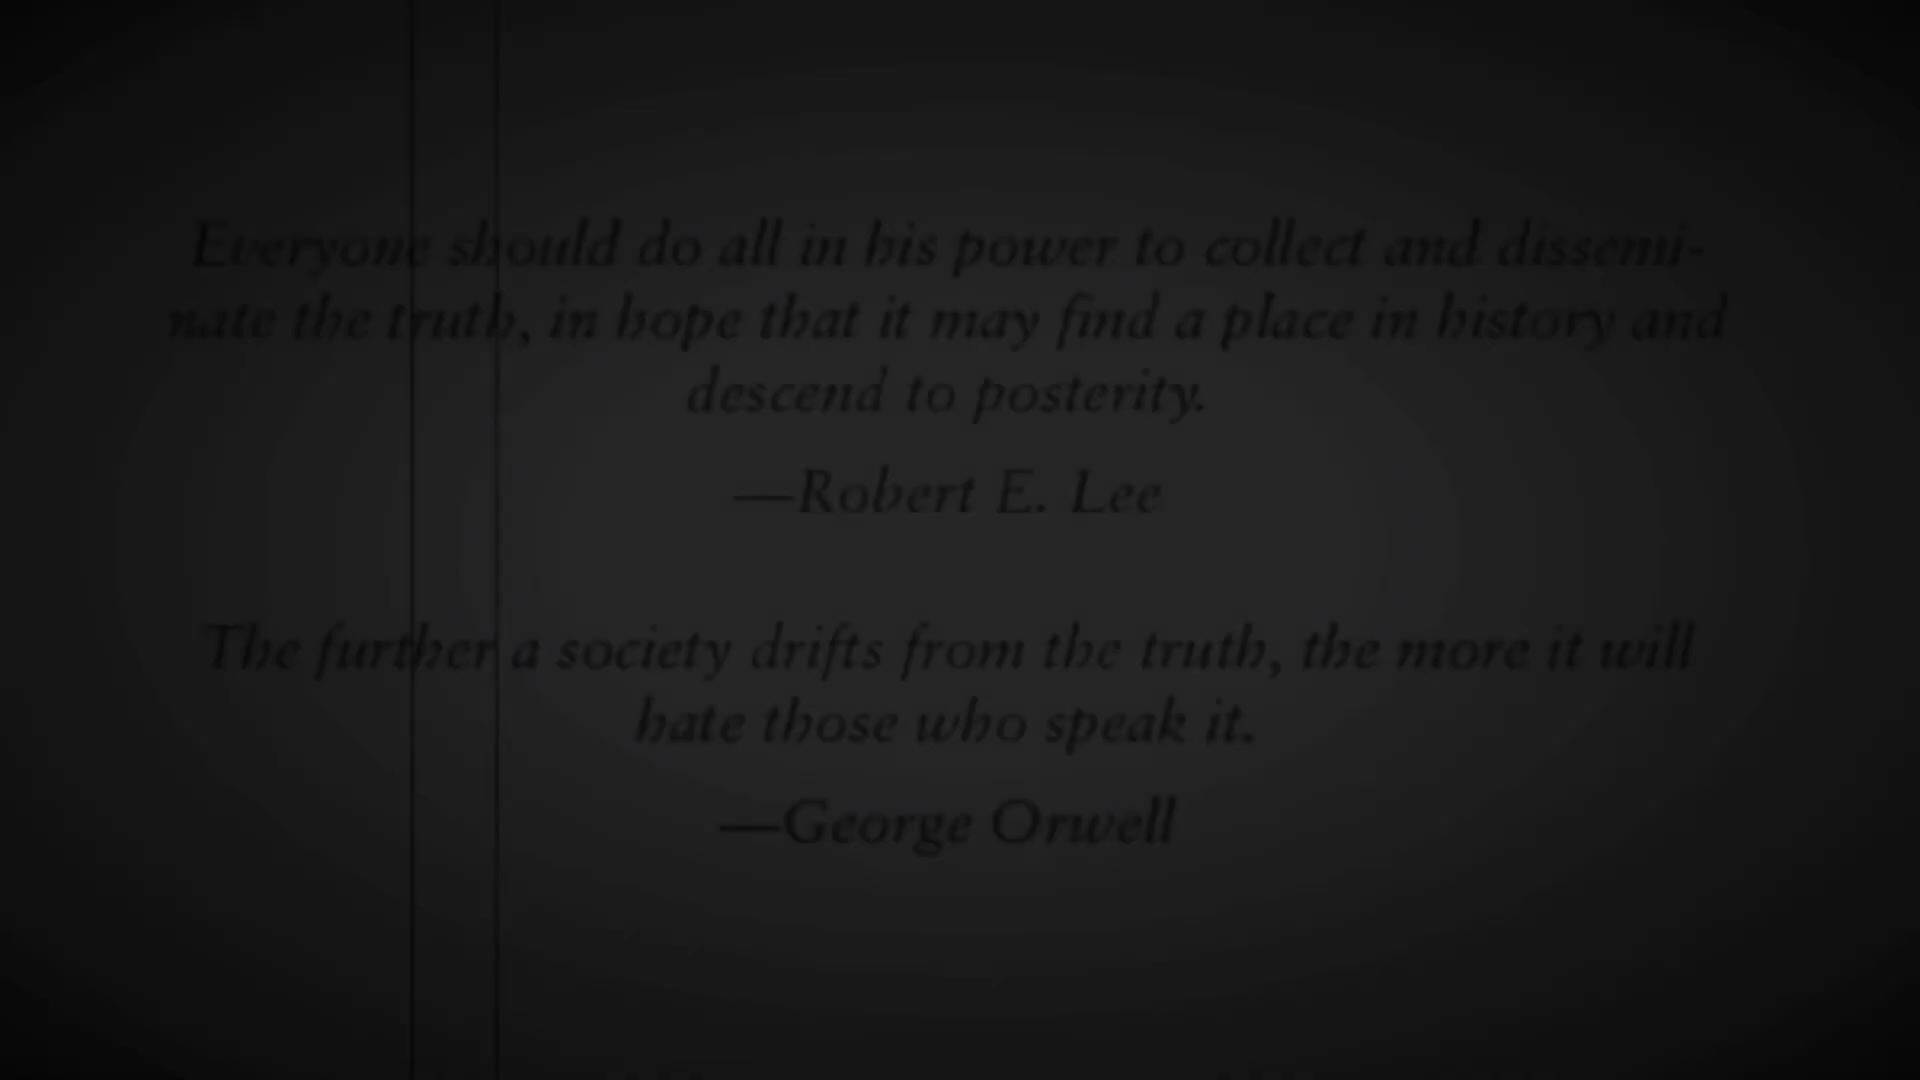 Everyone should do all in his power to collect and dissemi-
nate the truth, in hope that it may find a place in history and
descend to posterity.
—Robert E. Lee
The further a society drifts from the truth, the more it will
hate those who speak it.
—George Orwell